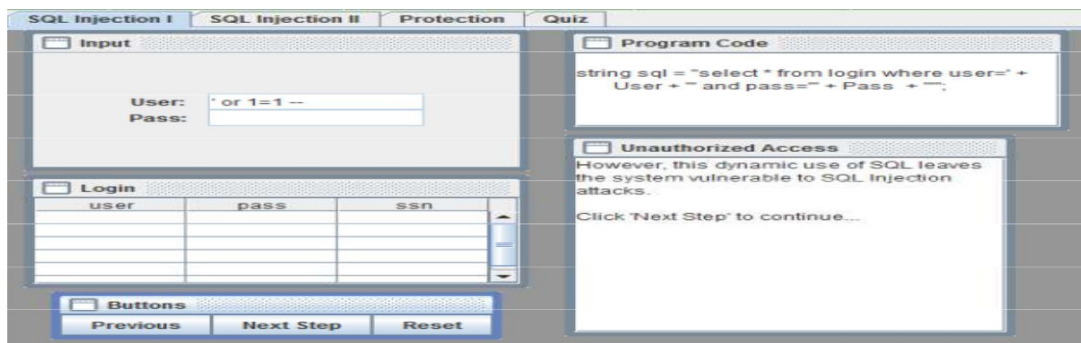 SQL Injection I SQL Injection II Protection Quiz
Input
User: ' or 1=1 --
Pass:
Login
user pass ssn
Buttons
Previous Next Step Reset
Program Code
string sql = "select * from login where user=' +
User + '" and pass='" + Pass + "'";
Unauthorized Access
However, this dynamic use of SQL leaves
the system vulnerable to SQL Injection
attacks.
Click 'Next Step' to continue...